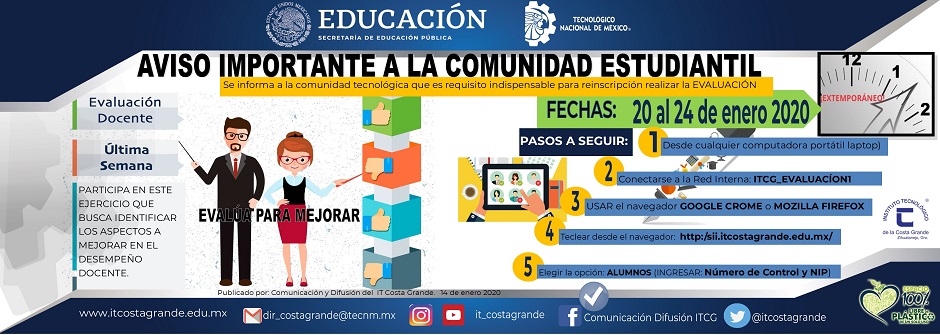 EDUCACIÓN
SECRETARÍA DE EDUCACIÓN PÚBLICA
TECNOLÓGICO
NACIONAL DE MÉXICO
AVISO IMPORTANTE A LA COMUNIDAD ESTUDIANTIL
Se informa a la comunidad tecnológica que es requisito indispensable para reinscripción realizar la EVALUACIÓN
Evaluación
Docente
Última
Semana
PARTICIPA EN ESTE
EJERCICIO QUE
BUSCA IDENTIFICAR
LOS ASPECTOS A
MEJORAR EN EL
DESEMPEÑO
DOCENTE.
EVALÚA PARA MEJORAR
FECHAS: 20 al 24 de enero 2020
12
1
2
EXTEMPORÁNEO!
PASOS A SEGUIR:
1 Desde cualquier computadora portátil laptop)
2 Conectarse a la Red Interna: ITCG_EVALUACÍON1
3 USAR el navegador GOOGLE CROME o MOZILLA FIREFOX
4 Teclear desde el navegador: http:/sii.itcostagrande.edu.mx/
5 Elegir la opción: ALUMNOS (INGRESAR: Número de Control y NIP)
INSTITUTO TECNOLÓGICO
de la Costa Grande
Zihuatanejo, Gro.
Publicado por: Comunicación y Difusión del IT Costa Grande. 14 de enero 2020
www.itcostagrande.edu.mx
dir_costagrande@tecnm.mx
it_costagrande
Comunicación Difusión ITCG
@itcostagrande
ESPACIO
100%
PLÁSTICO